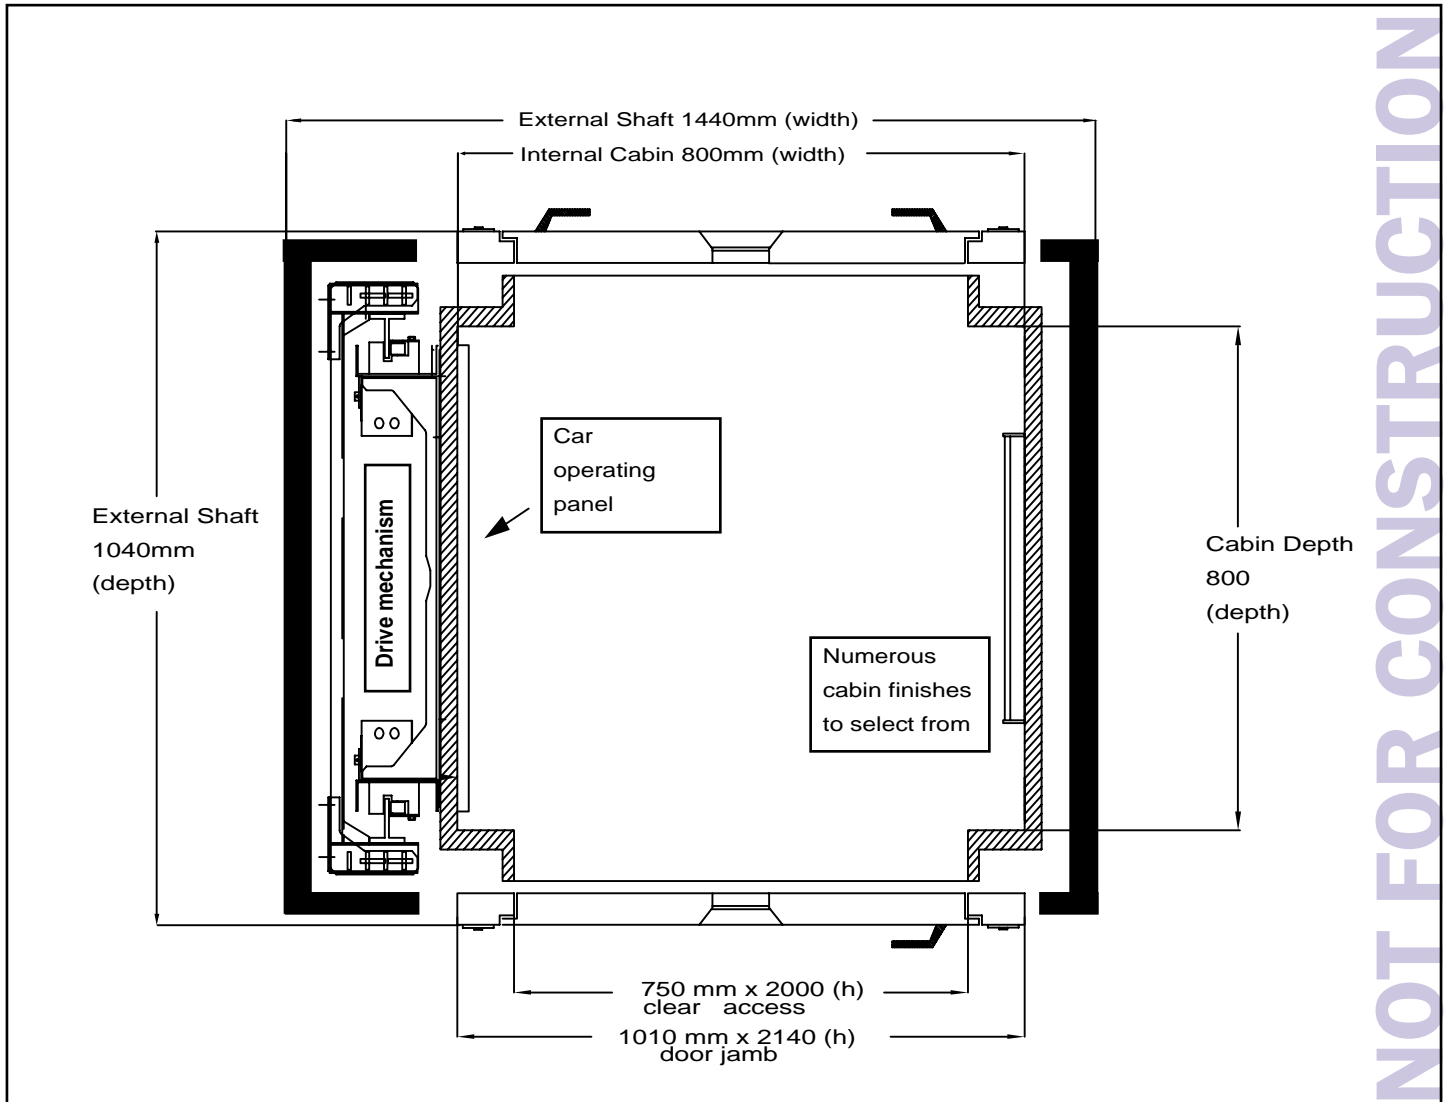 External Shaft 1440mm (width)
Internal Cabin 800mm (width)
Car
operating
panel
Drive mechanism
External Shaft
1040mm
(depth)
Cabin Depth
800
(depth)
Numerous
cabin finishes
to select from
750 mm x 2000 (h)
clear access
1010 mm x 2140 (h)
door jamb
NOT FOR CONSTRUCTION